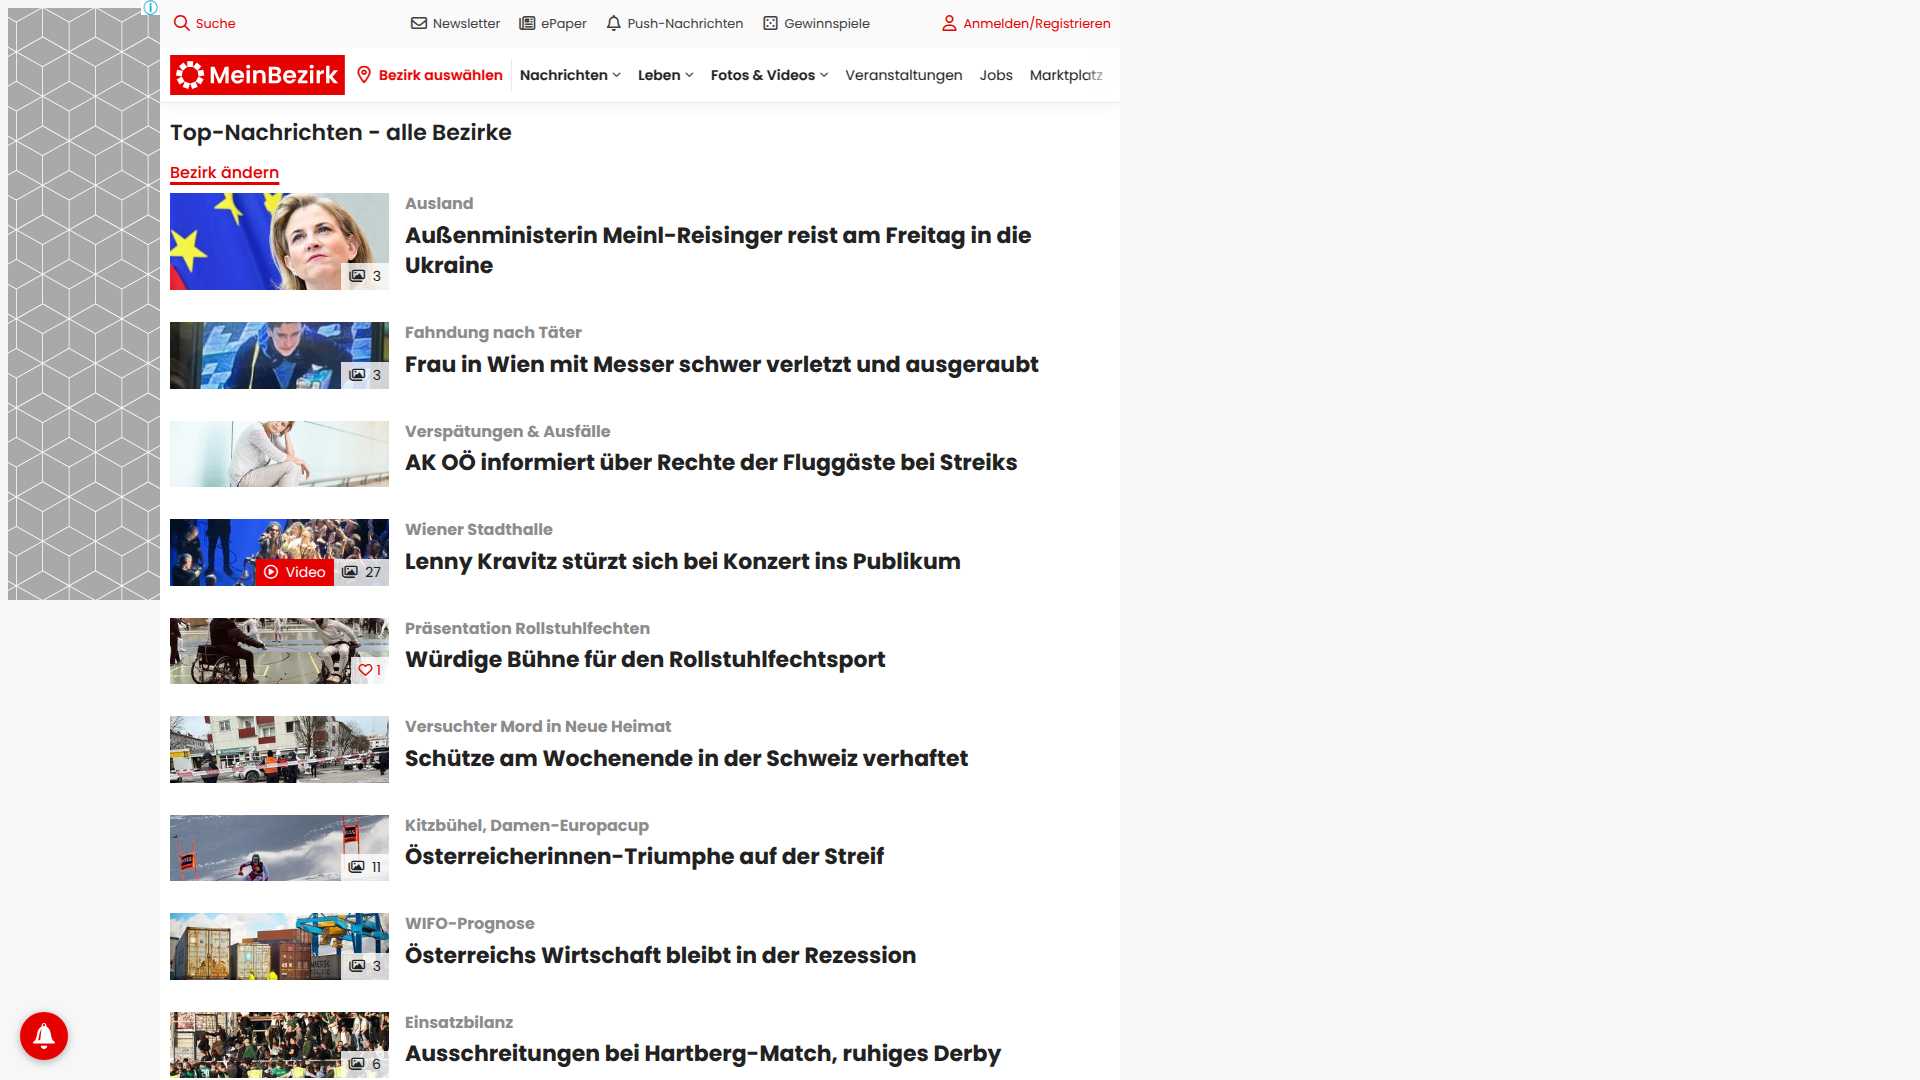 Suche
Newsletter
ePaper
Push-Nachrichten
Gewinnspiele
Anmelden/Registrieren
MeinBezirk
Bezirk auswählen
Nachrichten
Leben
Fotos & Videos
Veranstaltungen
Jobs
Marktplatz
Top-Nachrichten - alle Bezirke
Bezirk ändern
3
Ausland
Außenministerin Meinl-Reisinger reist am Freitag in die
Ukraine
3
Fahndung nach Täter
Frau in Wien mit Messer schwer verletzt und ausgeraubt
Verspätungen & Ausfälle
AK OÖ informiert über Rechte der Fluggäste bei Streiks
Video
27
Wiener Stadthalle
Lenny Kravitz stürzt sich bei Konzert ins Publikum
1
Präsentation Rollstuhlfechten
Würdige Bühne für den Rollstuhlfechtsport
Versuchter Mord in Neue Heimat
Schütze am Wochenende in der Schweiz verhaftet
11
Kitzbühel, Damen-Europacup
Österreicherinnen-Triumphe auf der Streif
3
WIFO-Prognose
Österreichs Wirtschaft bleibt in der Rezession
6
Einsatzbilanz
Ausschreitungen bei Hartberg-Match, ruhiges Derby